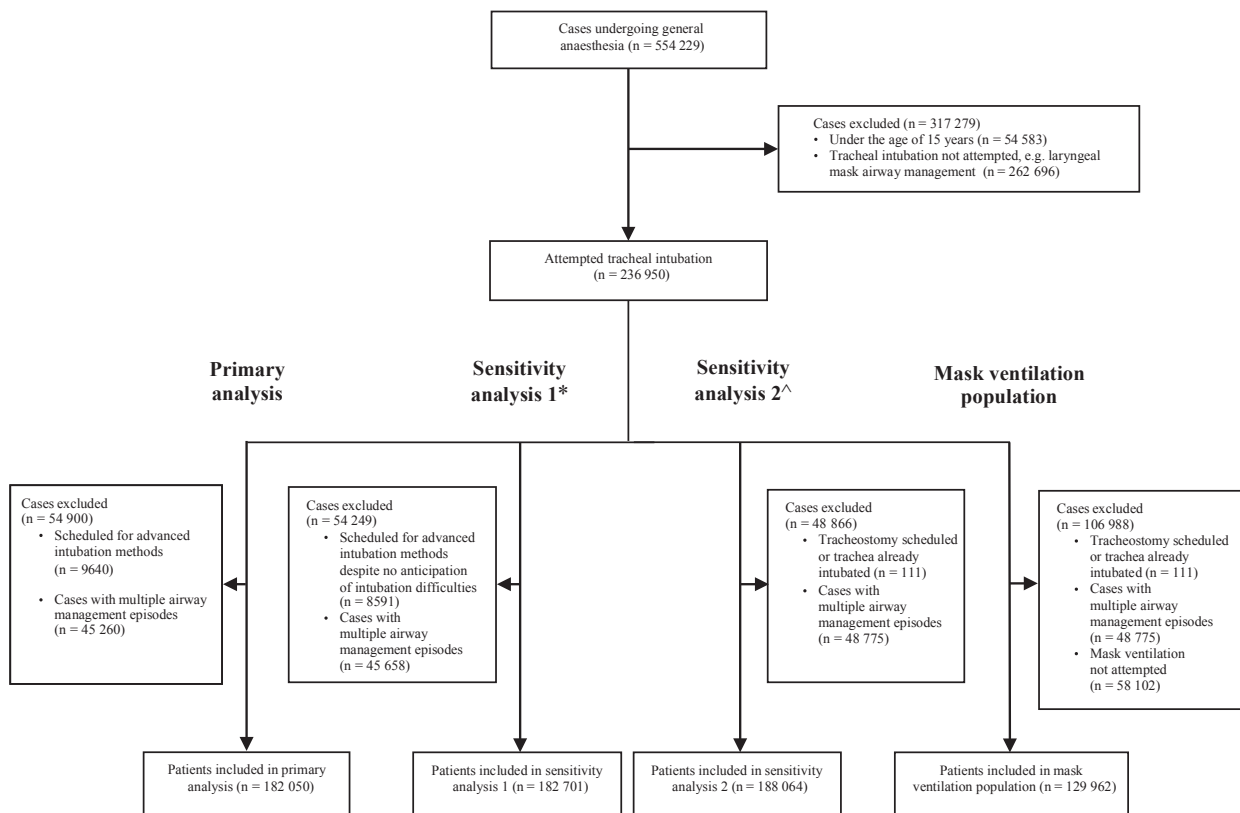 Cases undergoing general
anaesthesia (n = 554 229)
Cases excluded (n = 317 279)
• Under the age of 15 years (n = 54 583)
• Tracheal intubation not attempted, e.g. laryngeal
mask airway management (n = 262 696)
Attempted tracheal intubation
(n = 236 950)
Primary
analysis
Sensitivity
analysis 1*
Sensitivity
analysis 2^
Mask ventilation
population
Cases excluded
(n = 54 900)
• Scheduled for advanced
intubation methods
(n = 9640)
• Cases with multiple airway
management episodes
(n = 45 260)
Cases excluded
(n = 54 249)
• Scheduled for advanced
intubation methods
despite no anticipation
of intubation difficulties
(n = 8591)
• Cases with
multiple airway
management episodes
(n = 45 658)
Cases excluded
(n = 48 866)
• Tracheostomy scheduled
or trachea already
intubated (n = 111)
• Cases with
multiple airway
management episodes
(n = 48 775)
Cases excluded
(n = 106 988)
• Tracheostomy scheduled
or trachea already
intubated (n = 111)
• Cases with
multiple airway
management episodes
(n = 48 775)
• Mask ventilation
not attempted
(n = 58 102)
Patients included in primary
analysis (n = 182 050)
Patients included in sensitivity
analysis 1 (n = 182 701)
Patients included in sensitivity
analysis 2 (n = 188 064)
Patients included in mask
ventilation population (n = 129 962)